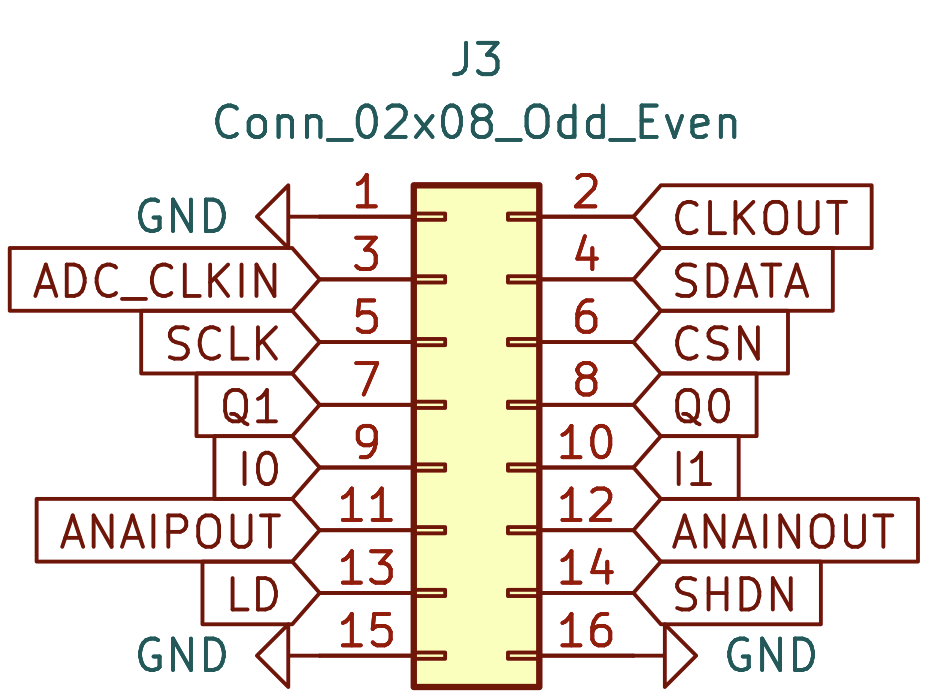 J3
Conn_02x08_Odd_Even
GND 1 2 CLKOUT
ADC_CLKIN 3 4 SDATA
SCLK 5 6 CSN
Q1 7 8 Q0
I0 9 10 I1
ANAIPOUT 11 12 ANAINOUT
LD 13 14 SHDN
GND 15 16 GND